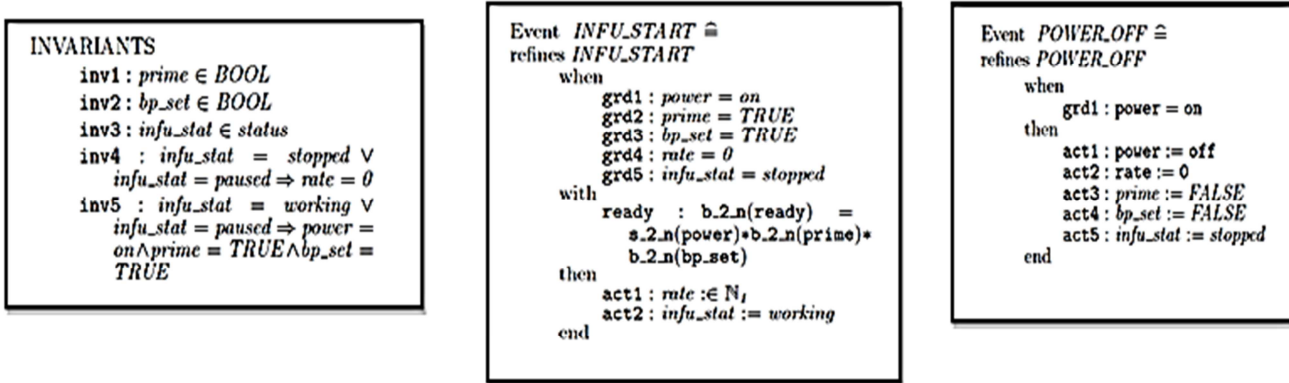 INVARIANTS
inv1 : prime ∈ BOOL
inv2 : bp_set ∈ BOOL
inv3 : infu_stat ∈ status
inv4 : infu_stat = stopped ∨
infu_stat = paused ⇒ rate = 0
inv5 : infu_stat = working ∨
infu_stat = paused ⇒ power =
on∧prime = TRUE∧bp_set =
TRUE
Event INFU_START ≙
refines INFU_START
when
grd1 : power = on
grd2 : prime = TRUE
grd3 : bp_set = TRUE
grd4 : rate = 0
grd5 : infu_stat = stopped
with
ready : b_2_n(ready) =
s_2_n(power)*b_2_n(prime)*
b_2_n(bp_set)
then
act1 : rate :∈ ℕ₁
act2 : infu_stat := working
end
Event POWER_OFF ≙
refines POWER_OFF
when
grd1 : power = on
then
act1 : power := off
act2 : rate := 0
act3 : prime := FALSE
act4 : bp_set := FALSE
act5 : infu_stat := stopped
end